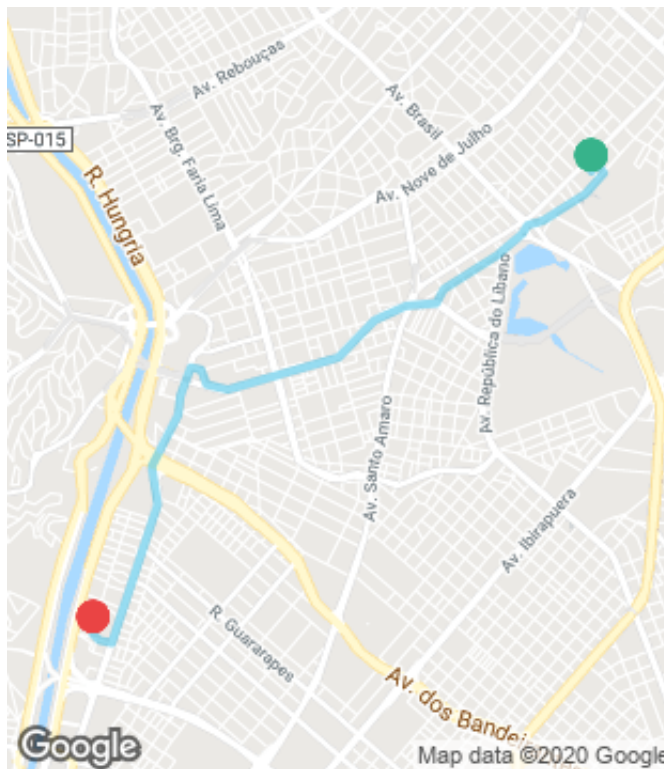 Av. Rebouças
Av. Brasil
Av. Brg. Faria Lima
Av. Nove de Julho
SP-015
R. Hungria
Av. República do Líbano
Av. Santo Amaro
Av. Ibirapuera
R. Guararapes
Av. dos Bandei
Google
Map data ©2020 Google